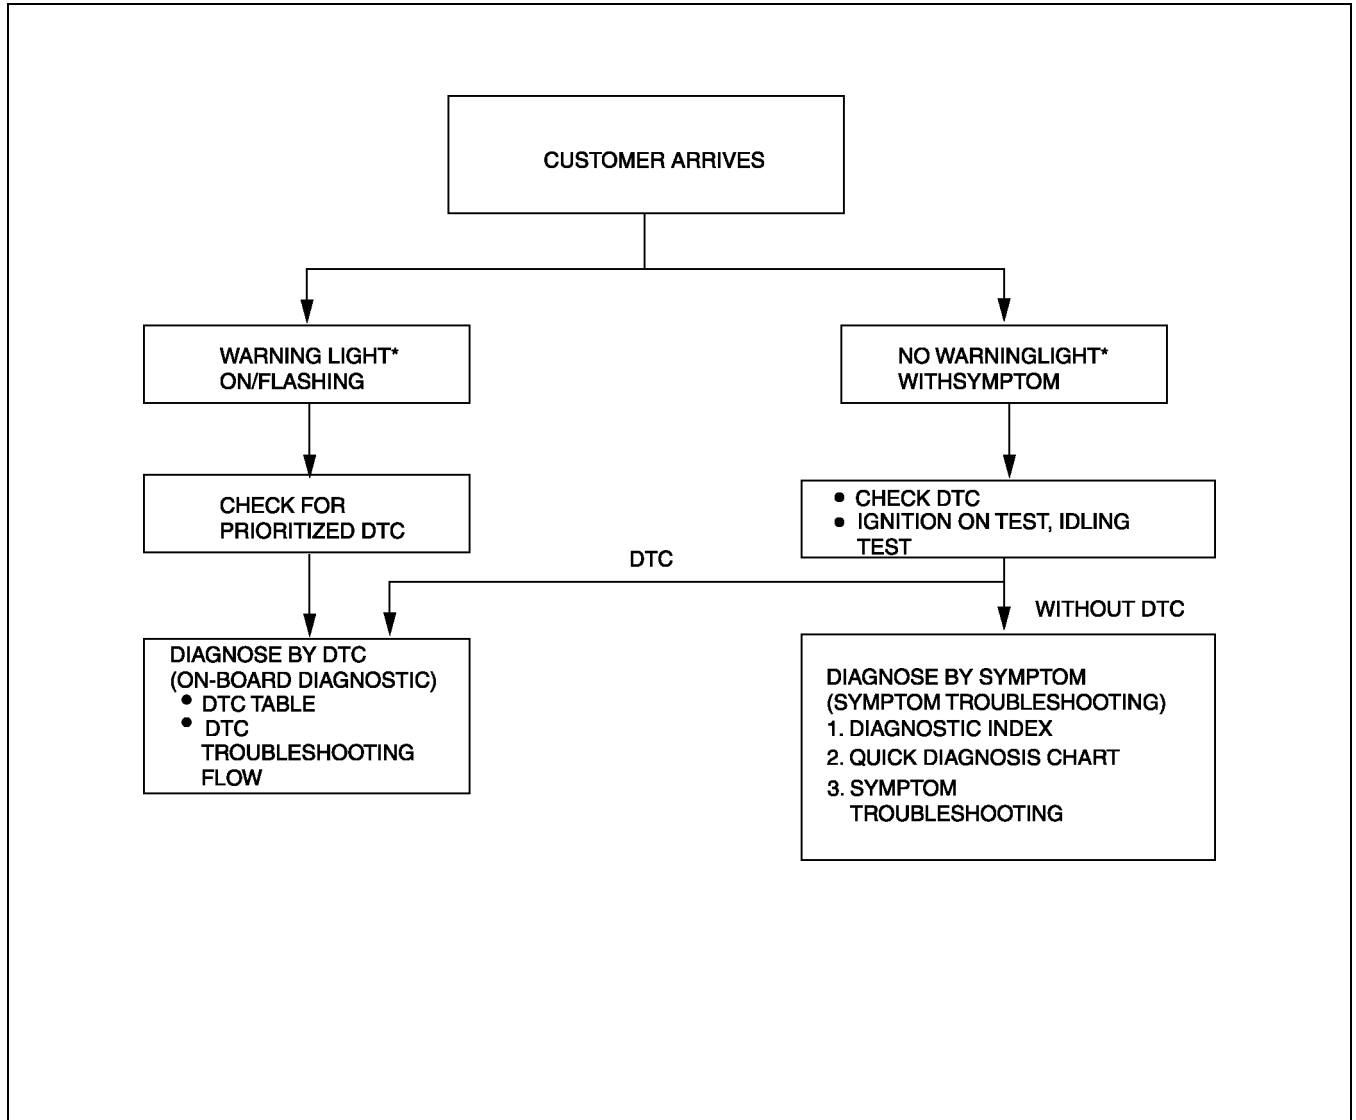 CUSTOMER ARRIVES
WARNING LIGHT*
ON/FLASHING
NO WARNINGLIGHT*
WITHSYMPTOM
CHECK FOR
PRIORITIZED DTC
• CHECK DTC
• IGNITION ON TEST, IDLING
TEST
DTC
WITHOUT DTC
DIAGNOSE BY DTC
(ON-BOARD DIAGNOSTIC)
• DTC TABLE
• DTC
TROUBLESHOOTING
FLOW
DIAGNOSE BY SYMPTOM
(SYMPTOM TROUBLESHOOTING)
1. DIAGNOSTIC INDEX
2. QUICK DIAGNOSIS CHART
3. SYMPTOM
TROUBLESHOOTING